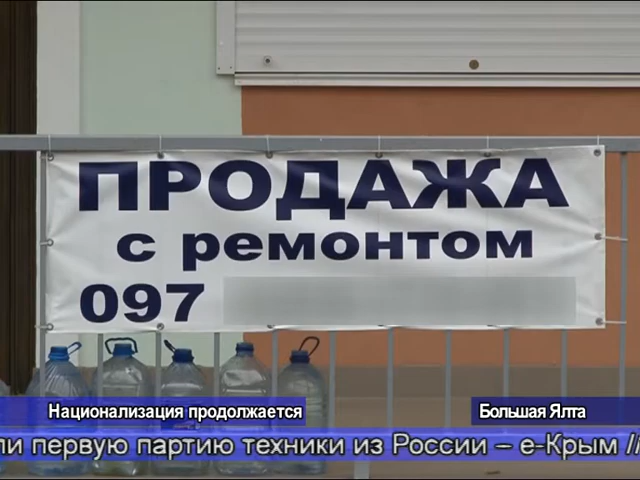 ПРОДАЖА
с ремонтом
097
Национализация продолжается
Большая Ялта
ли первую партию техники из России – е-Крым //